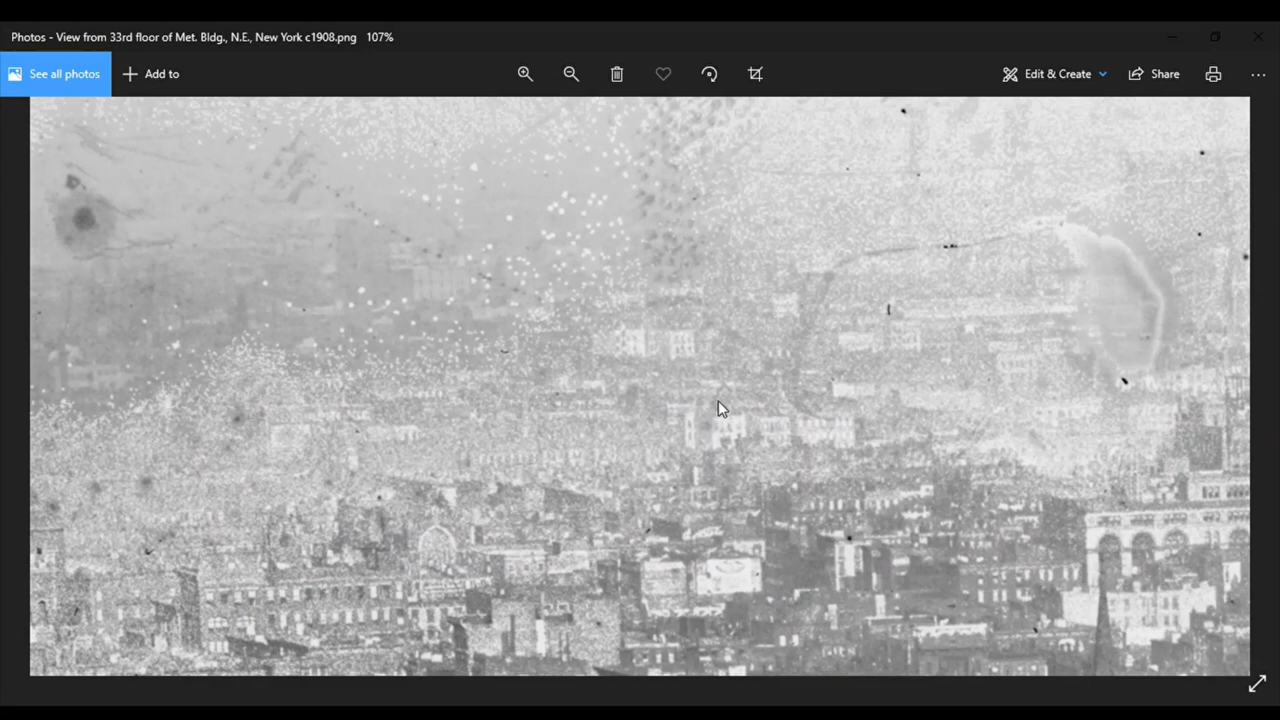 Photos - View from 33rd floor of Met. Bldg., N.E., New York c1908.png 107%
See all photos
Add to
Edit & Create
Share